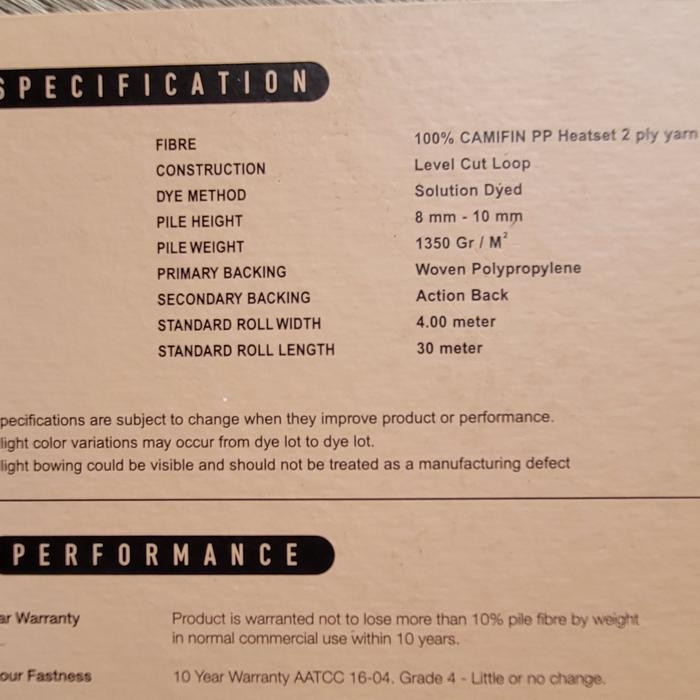 SPECIFICATION
FIBRE 100% CAMIFIN PP Heatset 2 ply yarn
CONSTRUCTION Level Cut Loop
DYE METHOD Solution Dyed
PILE HEIGHT 8 mm - 10 mm
PILE WEIGHT 1350 Gr / M²
PRIMARY BACKING Woven Polypropylene
SECONDARY BACKING Action Back
STANDARD ROLL WIDTH 4.00 meter
STANDARD ROLL LENGTH 30 meter
pecifications are subject to change when they improve product or performance.
light color variations may occur from dye lot to dye lot.
light bowing could be visible and should not be treated as a manufacturing defect
PERFORMANCE
ar Warranty Product is warranted not to lose more than 10% pile fibre by weight
in normal commercial use within 10 years.
our Fastness 10 Year Warranty AATCC 16-04. Grade 4 - Little or no change.